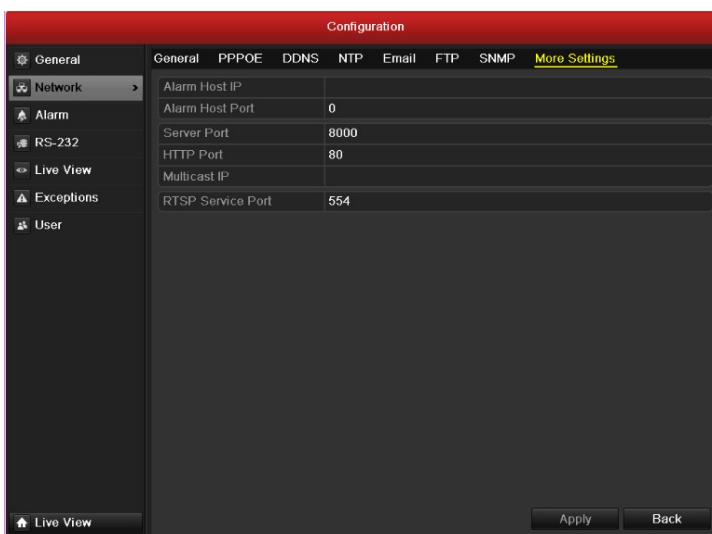 Configuration
General
Network
Alarm
RS-232
Live View
Exceptions
User
Live View
General PPPOE DDNS NTP Email FTP SNMP More Settings
Alarm Host IP
Alarm Host Port 0
Server Port 8000
HTTP Port 80
Multicast IP
RTSP Service Port 554
Apply Back